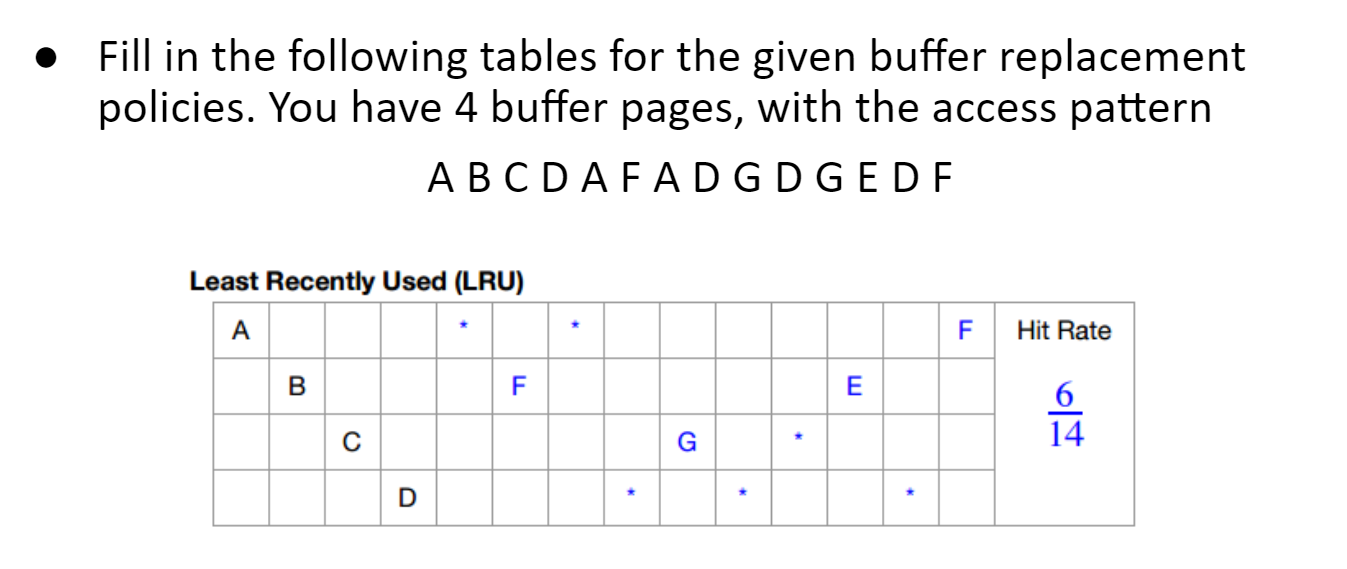 ● Fill in the following tables for the given buffer replacement
policies. You have 4 buffer pages, with the access pattern
A B C D A F A D G D G E D F
Least Recently Used (LRU)
A * * F Hit Rate
B F E 6
C G * 14
D * * *